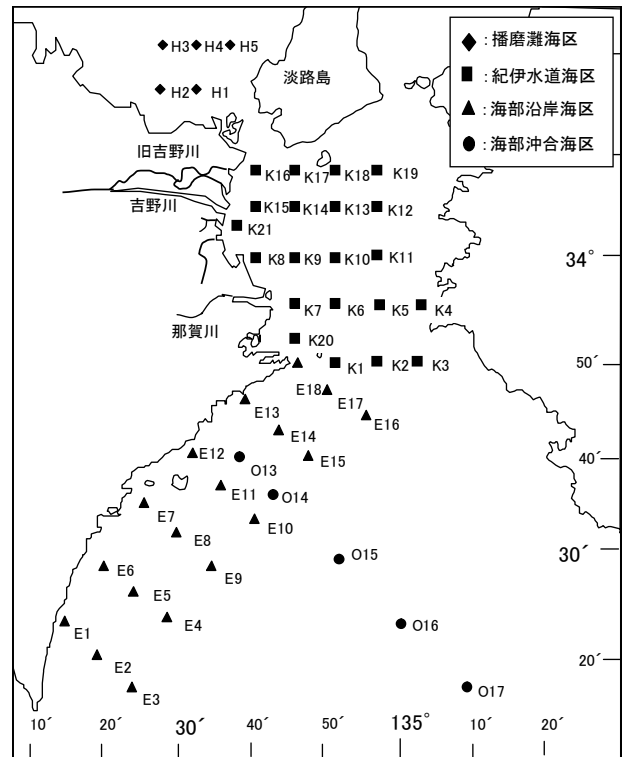 H3 H4 H5
淡路島
◆ : 播磨灘海区
■ : 紀伊水道海区
▲ : 海部沿岸海区
● : 海部沖合海区
H2 H1
旧吉野川
K16 K17 K18 K19
吉野川
K15 K14 K13 K12
K21
K8 K9 K10 K11
34°
K7 K6 K5 K4
那賀川
K20
K1 K2 K3
50′
E18
E17
E13
E16
E14
E12
E15
40′
O13
E11
O14
E7
E10
E8
30′
O15
E6
E9
E5
E4
O16
E1
20′
E2
E3
O17
10′ 20′ 30′ 40′ 50′ 135° 10′ 20′